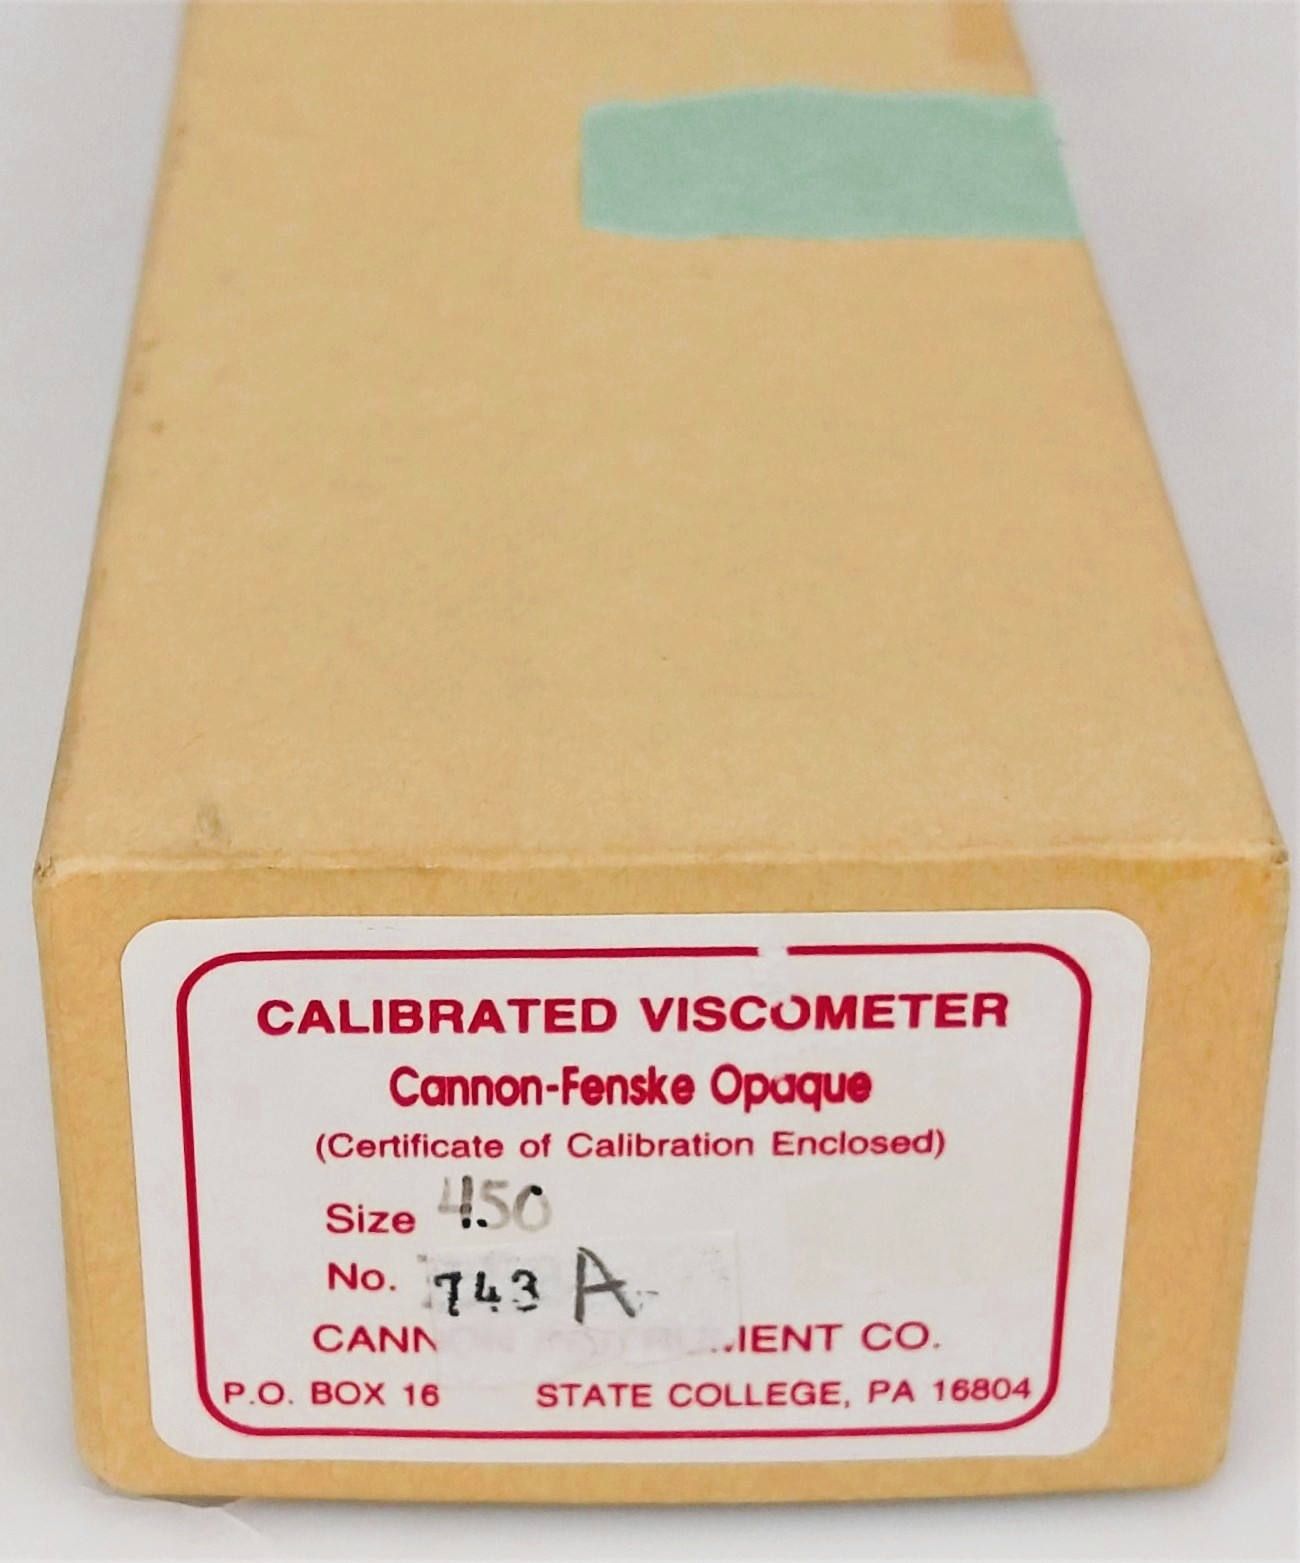 CALIBRATED VISCOMETER
Cannon-Fenske Opaque
(Certificate of Calibration Enclosed)
Size 450
No. 743 A
CO.
P.O. BOX 16 STATE COLLEGE, PA 16804